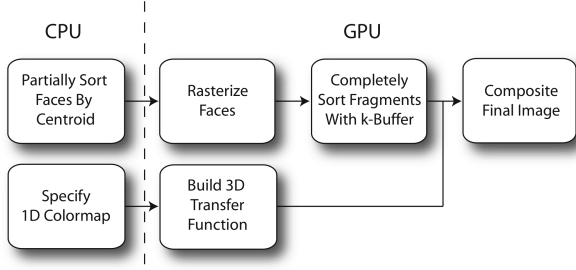 CPU
GPU
Partially Sort
Faces By
Centroid
Rasterize
Faces
Completely
Sort Fragments
With k-Buffer
Composite
Final Image
Specify
1D Colormap
Build 3D
Transfer
Function